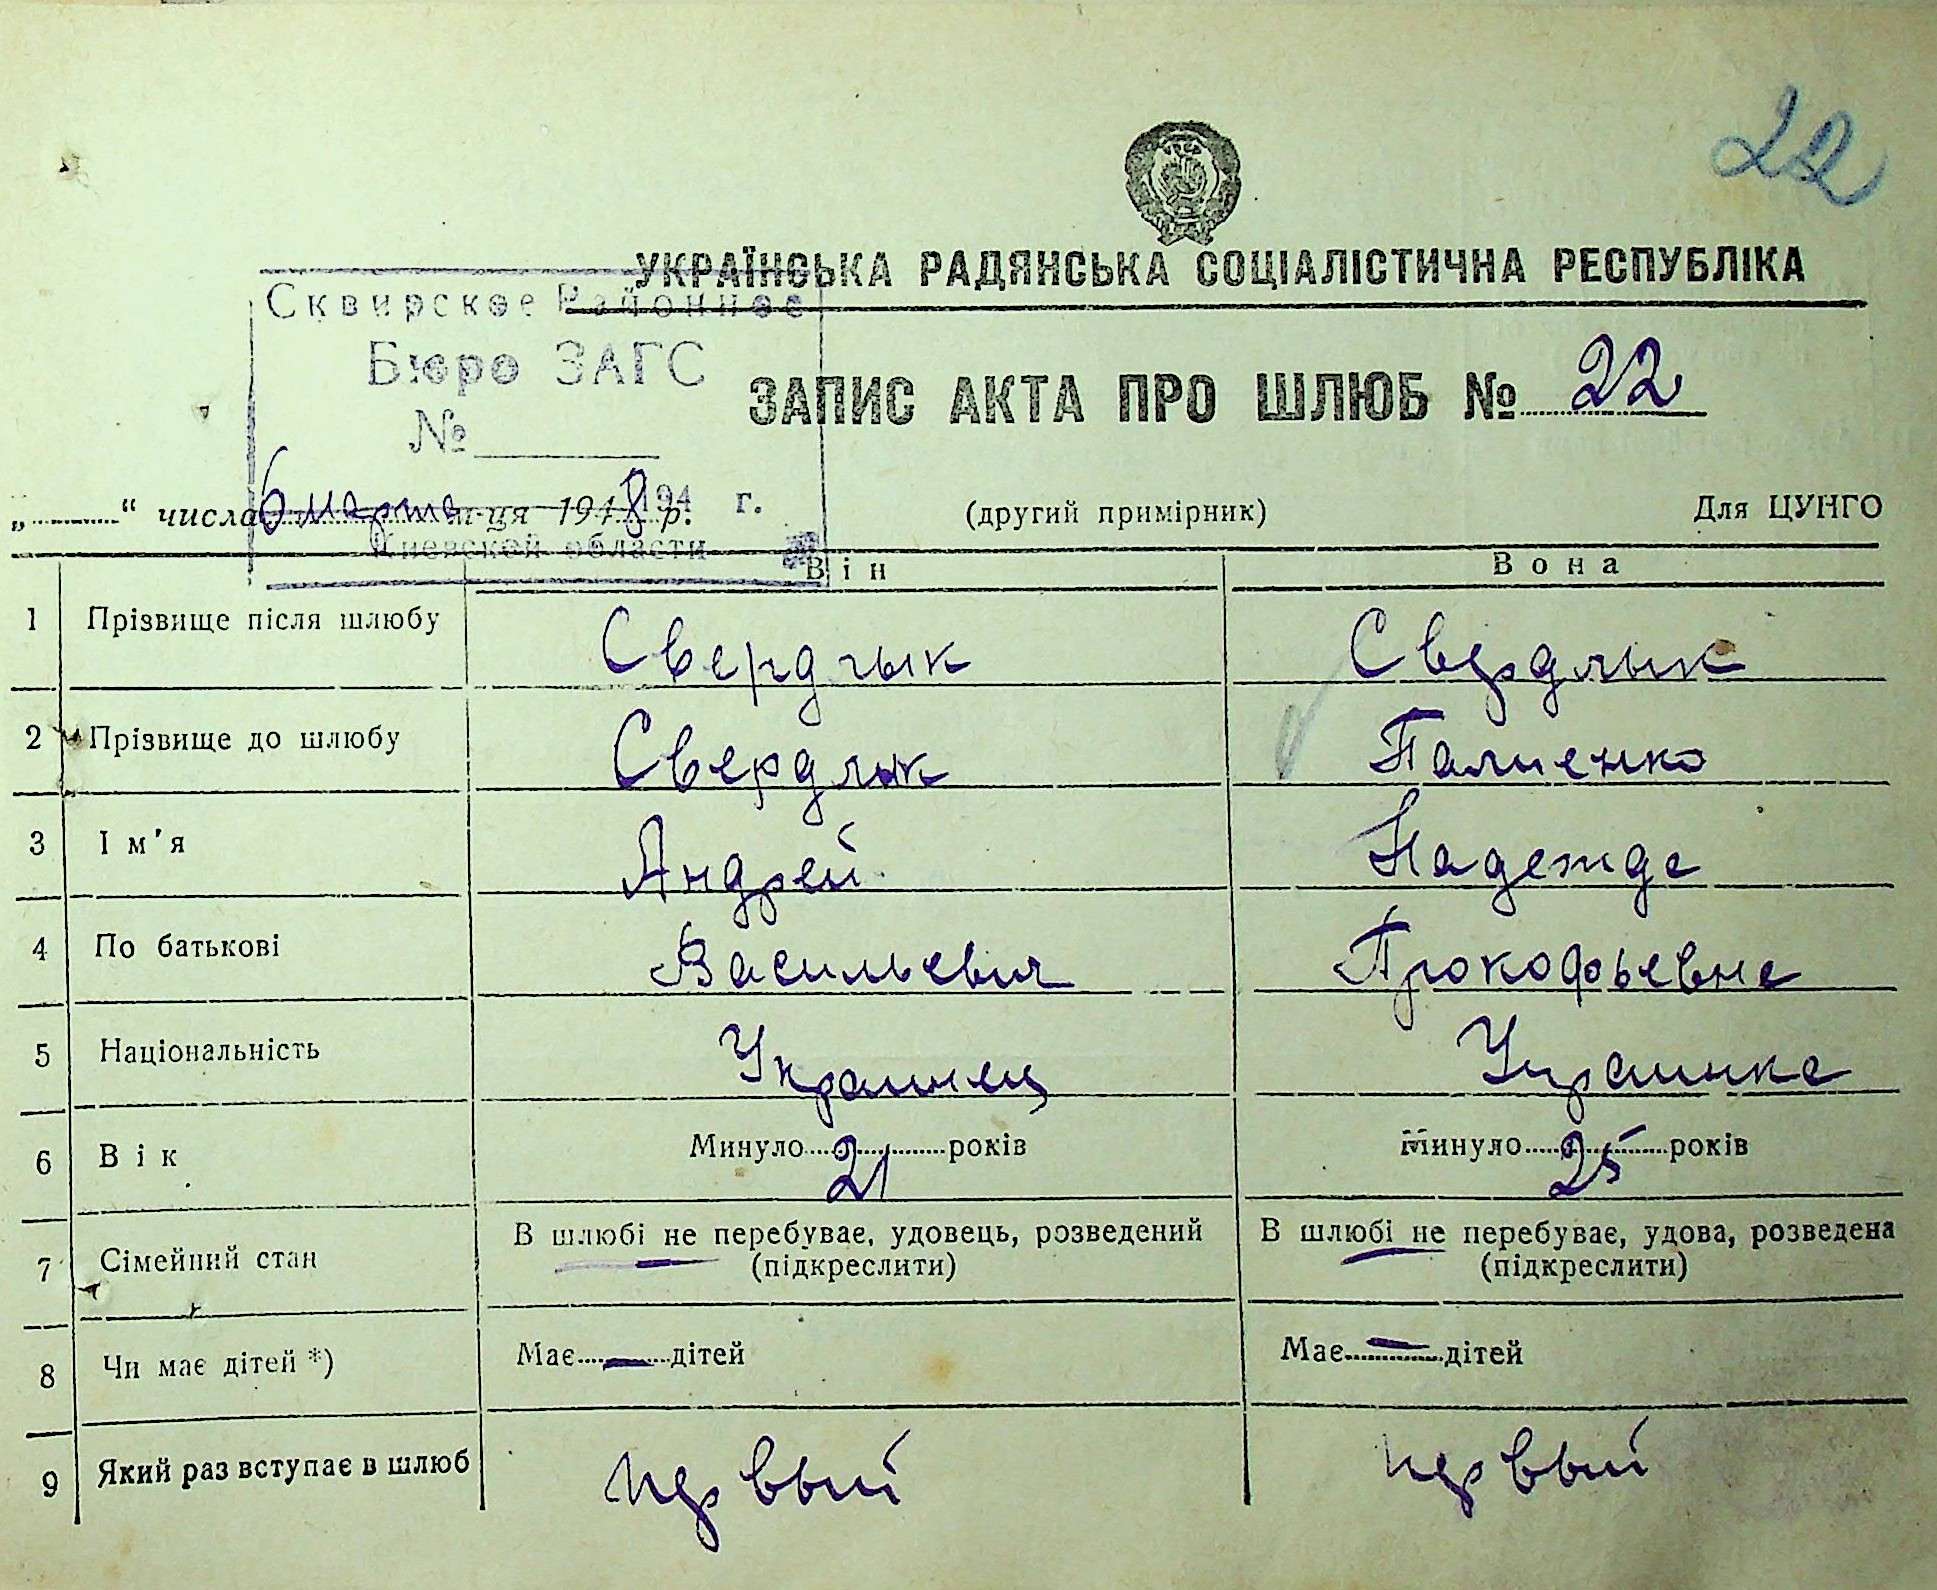 22
УКРАЇНСЬКА РАДЯНСЬКА СОЦІАЛІСТИЧНА РЕСПУБЛІКА
Сквирское Районное
Бюро ЗАГС
№
194 г.
Киевской области
ЗАПИС АКТА ПРО ШЛЮБ № 22
„ “ числа 6 марта м-ця 1948 р. (другий примірник) Для ЦУНГО
Він Вона
1 Прізвище після шлюбу Свердлык Свердлык
2 Прізвище до шлюбу Свердлык Палиенко
3 Ім'я Андрей Надежда
4 По батькові Васильевич Прокофьевна
5 Національність Украинец Украинка
6 Вік Минуло 21 років Минуло 25 років
7 Сімейний стан В шлюбі не перебуває, удовець, розведений В шлюбі не перебуває, удова, розведена
(підкреслити) (підкреслити)
8 Чи має дітей *) Має — дітей Має — дітей
9 Який раз вступає в шлюб первый первый